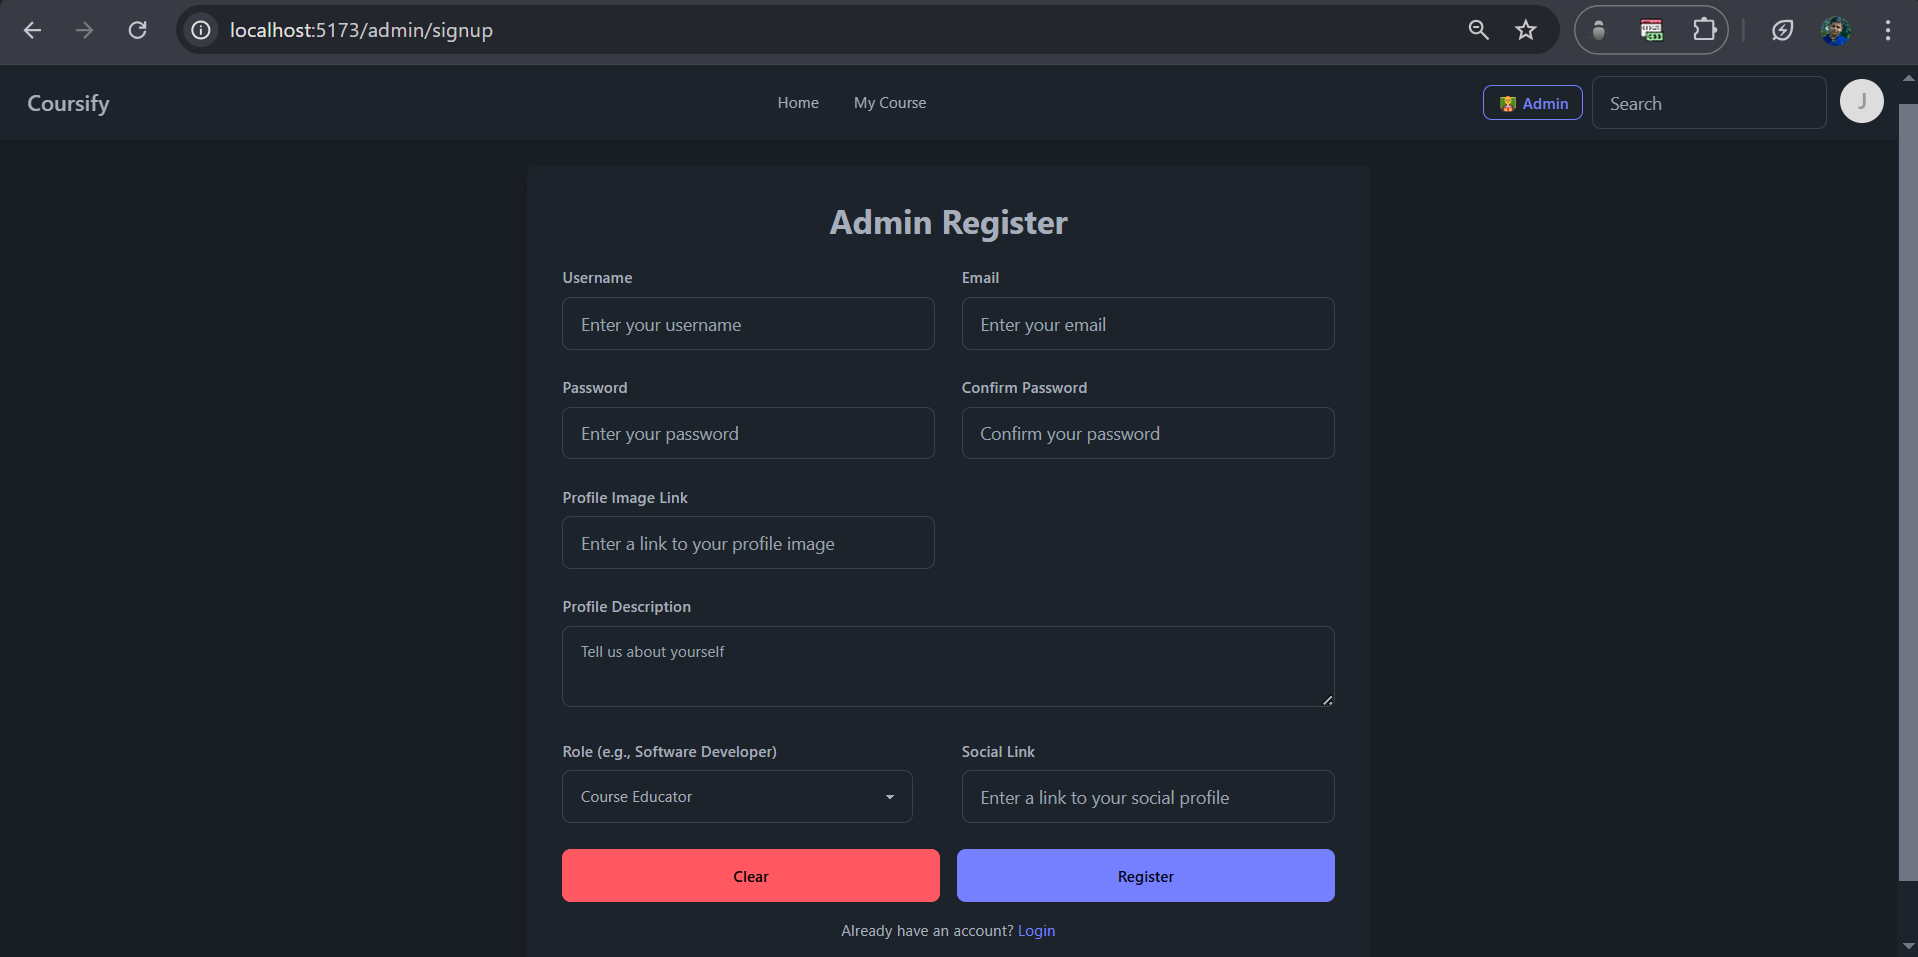 localhost:5173/admin/signup
Coursify
Home
My Course
Admin
Search
J
Admin Register
Username
Email
Enter your username
Enter your email
Password
Confirm Password
Enter your password
Confirm your password
Profile Image Link
Enter a link to your profile image
Profile Description
Tell us about yourself
Role (e.g., Software Developer)
Social Link
Course Educator
Enter a link to your social profile
Clear
Register
Already have an account? Login